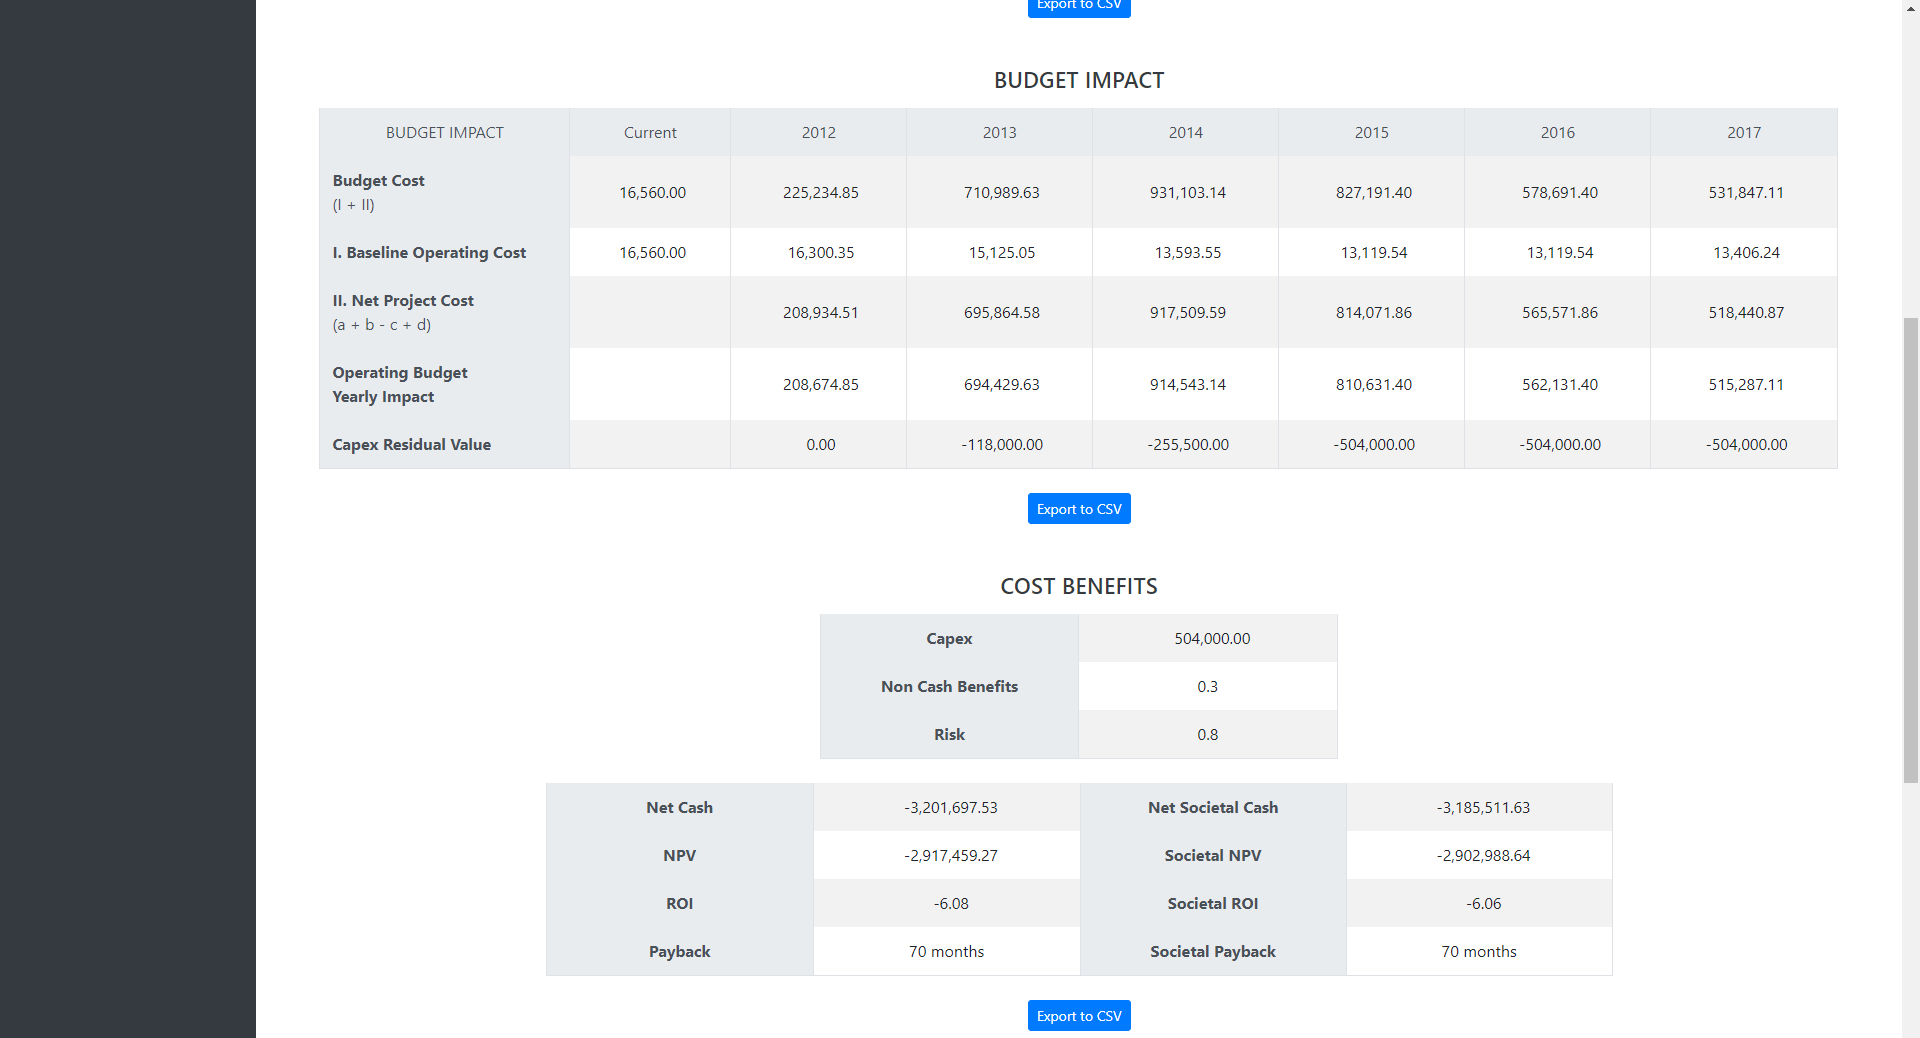 Export to CSV
BUDGET IMPACT
BUDGET IMPACT Current 2012 2013 2014 2015 2016 2017
Budget Cost
(I + II) 16,560.00 225,234.85 710,989.63 931,103.14 827,191.40 578,691.40 531,847.11
I. Baseline Operating Cost 16,560.00 16,300.35 15,125.05 13,593.55 13,119.54 13,119.54 13,406.24
II. Net Project Cost
(a + b - c + d) 208,934.51 695,864.58 917,509.59 814,071.86 565,571.86 518,440.87
Operating Budget
Yearly Impact 208,674.85 694,429.63 914,543.14 810,631.40 562,131.40 515,287.11
Capex Residual Value 0.00 -118,000.00 -255,500.00 -504,000.00 -504,000.00 -504,000.00
Export to CSV
COST BENEFITS
Capex 504,000.00
Non Cash Benefits 0.3
Risk 0.8
Net Cash -3,201,697.53 Net Societal Cash -3,185,511.63
NPV -2,917,459.27 Societal NPV -2,902,988.64
ROI -6.08 Societal ROI -6.06
Payback 70 months Societal Payback 70 months
Export to CSV